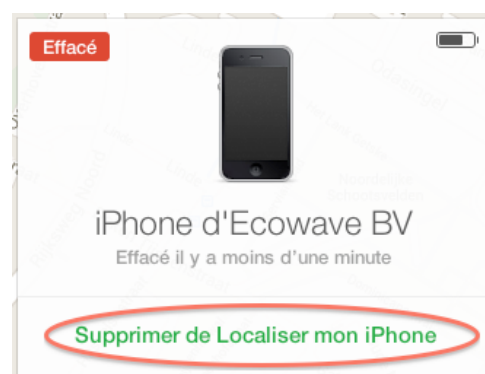 Effacé
iPhone d'Ecowave BV
Effacé il y a moins d'une minute
Supprimer de Localiser mon iPhone